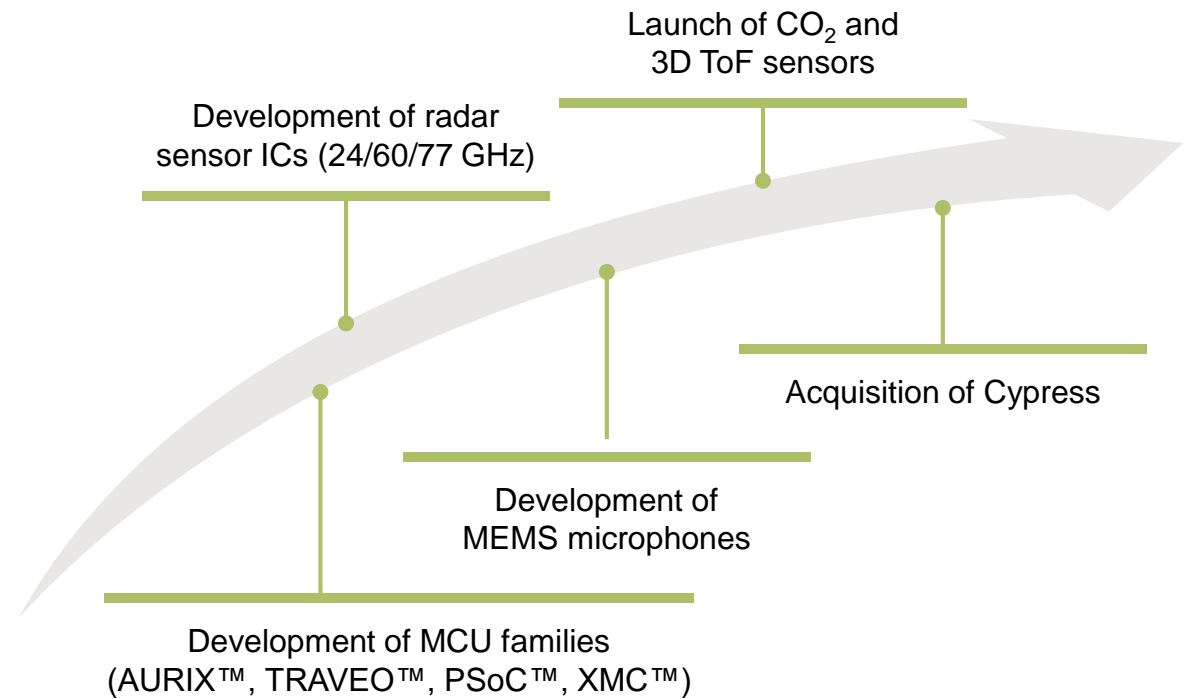 Launch of CO₂ and
3D ToF sensors
Development of radar
sensor ICs (24/60/77 GHz)
Acquisition of Cypress
Development of
MEMS microphones
Development of MCU families
(AURIX™, TRAVEO™, PSoC™, XMC™)